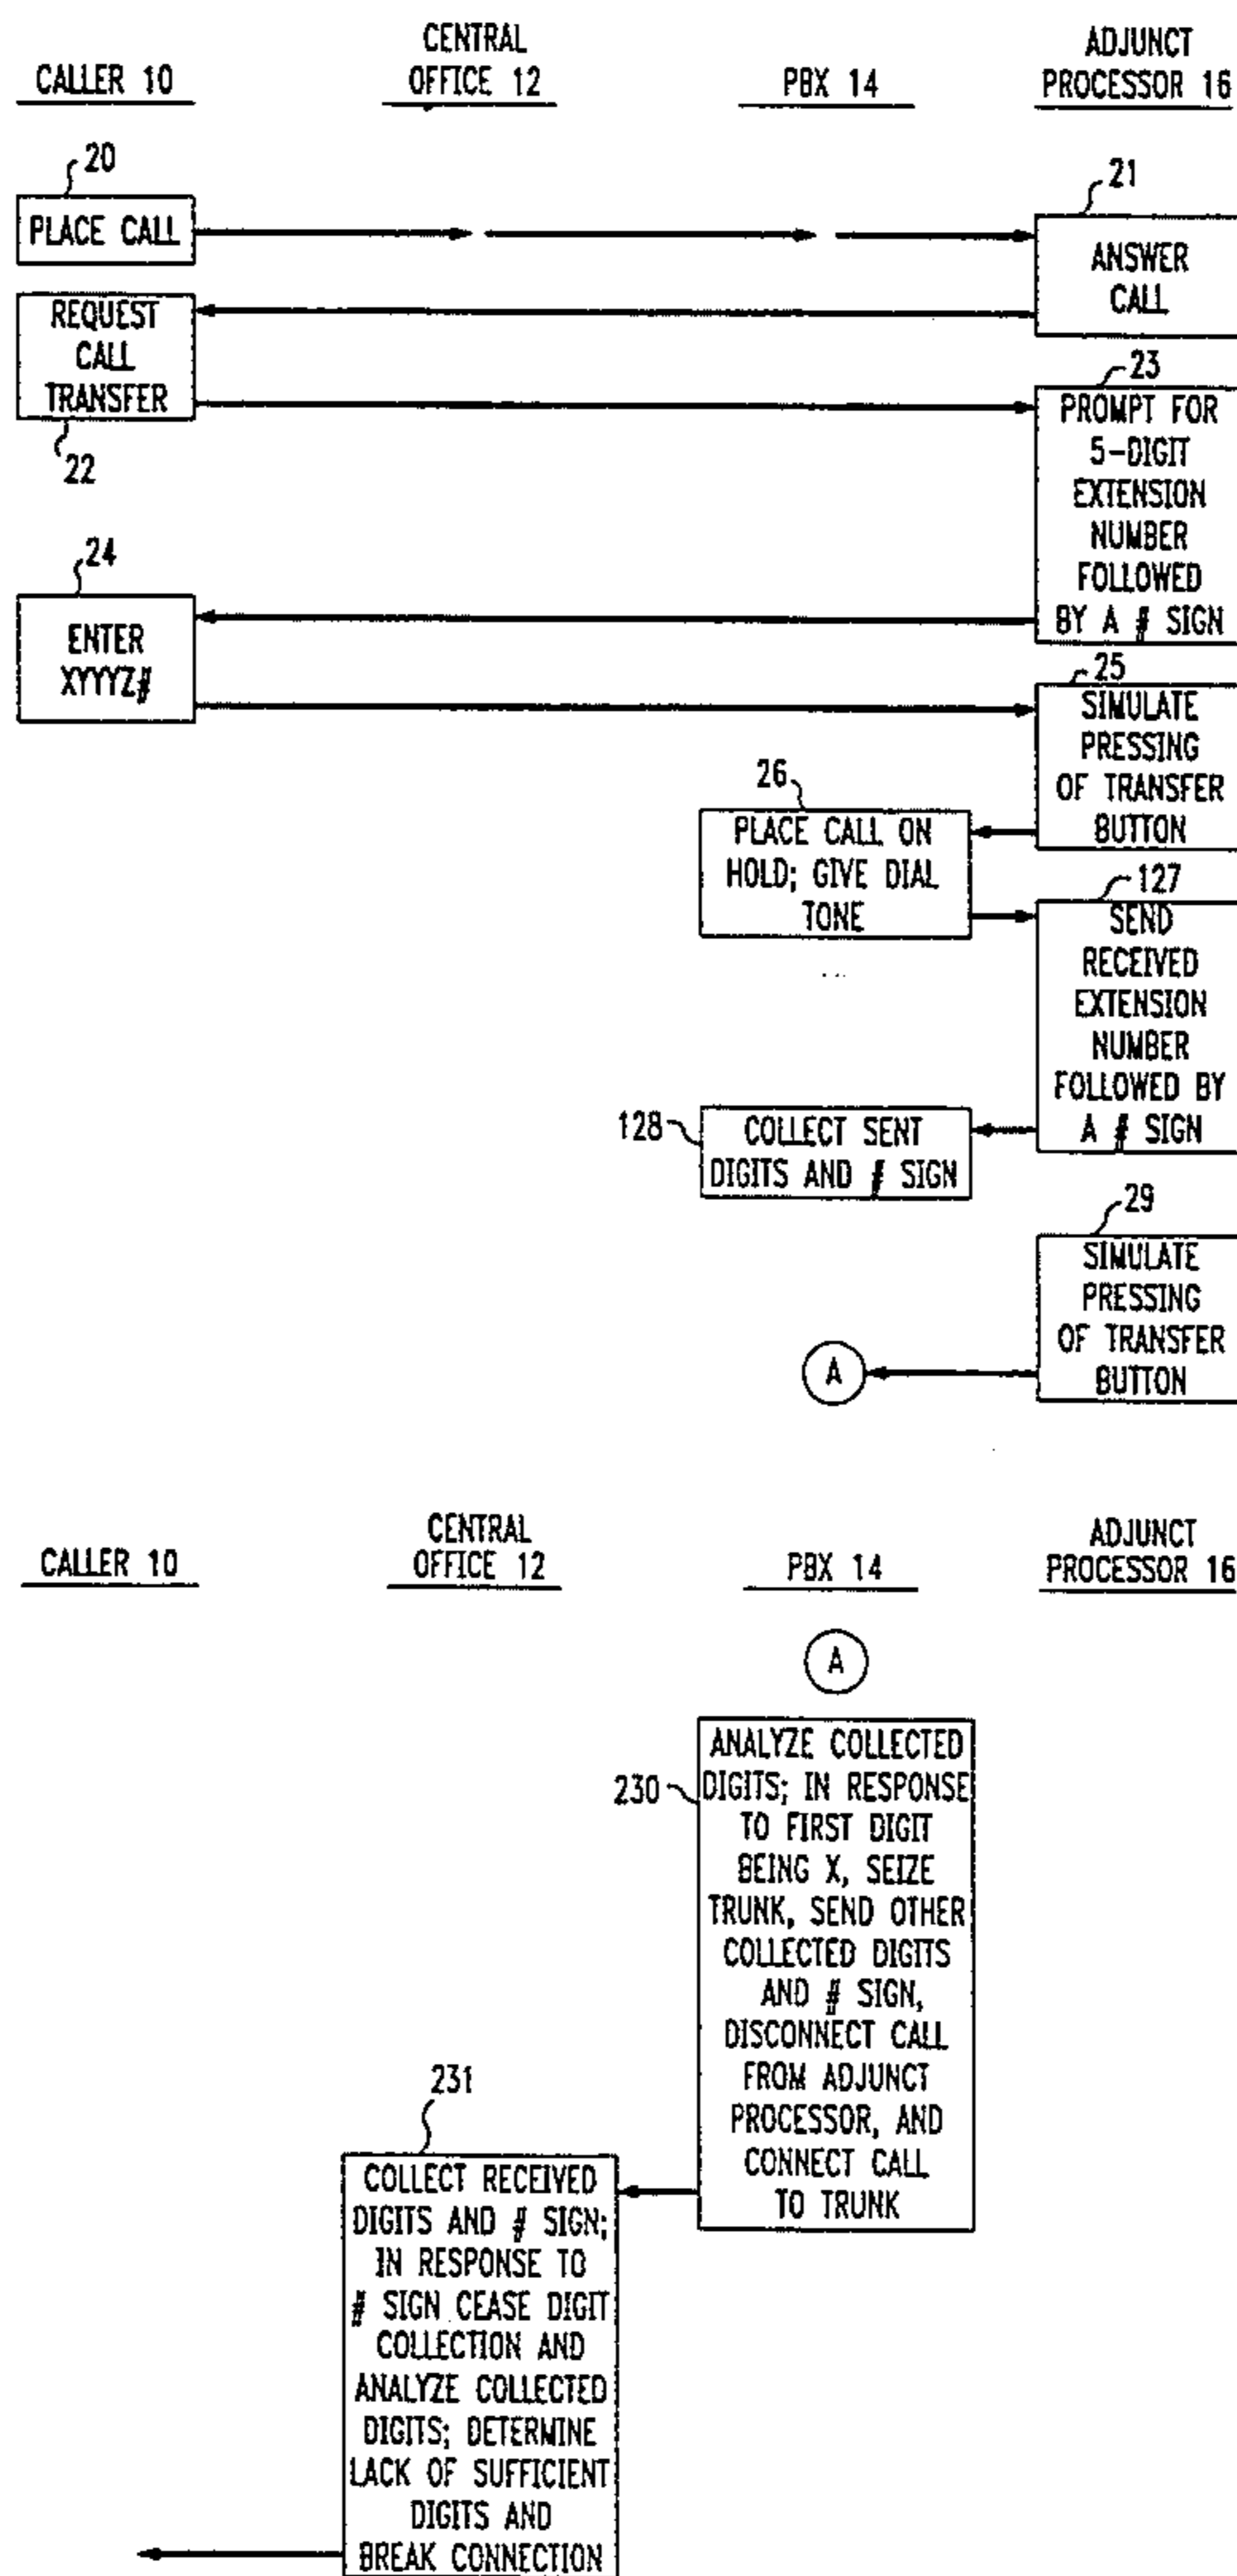 CALLER 10
CENTRAL
OFFICE 12
PBX 14
ADJUNCT
PROCESSOR 16
20
PLACE CALL
21
ANSWER
CALL
REQUEST
CALL
TRANSFER
22
23
PROMPT FOR
5-DIGIT
EXTENSION
NUMBER
FOLLOWED
BY A # SIGN
24
ENTER
XYYYZ#
25
SIMULATE
PRESSING
OF TRANSFER
BUTTON
26
PLACE CALL ON
HOLD; GIVE DIAL
TONE
127
SEND
RECEIVED
EXTENSION
NUMBER
FOLLOWED BY
A # SIGN
128
COLLECT SENT
DIGITS AND # SIGN
29
SIMULATE
PRESSING
OF TRANSFER
BUTTON
A
CALLER 10
CENTRAL
OFFICE 12
PBX 14
ADJUNCT
PROCESSOR 16
A
230
ANALYZE COLLECTED
DIGITS; IN RESPONSE
TO FIRST DIGIT
BEING X, SEIZE
TRUNK, SEND OTHER
COLLECTED DIGITS
AND # SIGN,
DISCONNECT CALL
FROM ADJUNCT
PROCESSOR, AND
CONNECT CALL
TO TRUNK
231
COLLECT RECEIVED
DIGITS AND # SIGN;
IN RESPONSE TO
# SIGN CEASE DIGIT
COLLECTION AND
ANALYZE COLLECTED
DIGITS; DETERMINE
LACK OF SUFFICIENT
DIGITS AND
BREAK CONNECTION